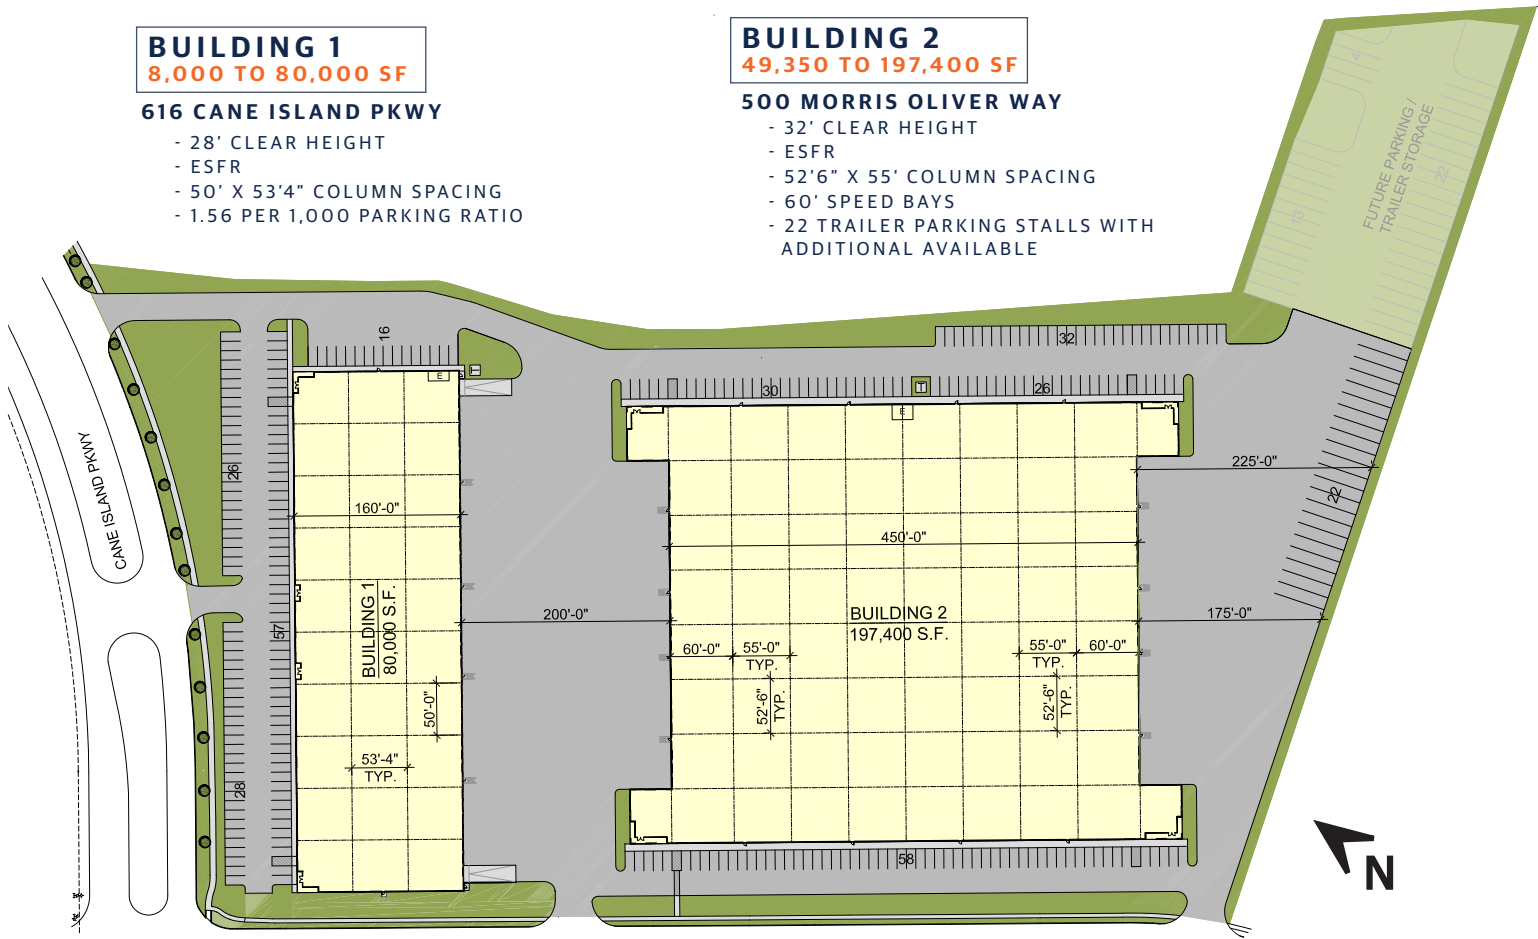 BUILDING 1
8,000 TO 80,000 SF
616 CANE ISLAND PKWY
- 28' CLEAR HEIGHT
- ESFR
- 50' X 53'4" COLUMN SPACING
- 1.56 PER 1,000 PARKING RATIO
BUILDING 2
49,350 TO 197,400 SF
500 MORRIS OLIVER WAY
- 32' CLEAR HEIGHT
- ESFR
- 52'6" X 55' COLUMN SPACING
- 60' SPEED BAYS
- 22 TRAILER PARKING STALLS WITH
ADDITIONAL AVAILABLE
4
13
22
FUTURE PARKING /
TRAILER STORAGE
16
32
30
26
T
T
E
E
CANE ISLAND PKWY
26
57
28
160'-0"
BUILDING 1
80,000 S.F.
50'-0"
53'-4"
TYP.
200'-0"
450'-0"
BUILDING 2
197,400 S.F.
60'-0"
55'-0"
TYP.
52'-6"
TYP.
55'-0"
TYP.
60'-0"
52'-6"
TYP.
225'-0"
22
175'-0"
58
N